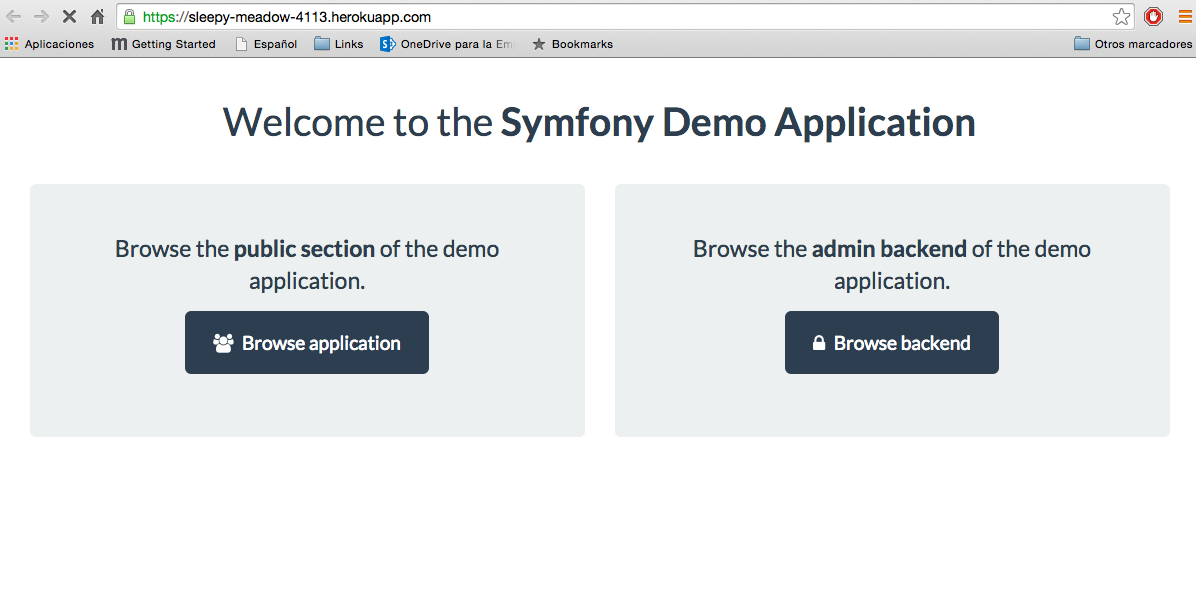 https://sleepy-meadow-4113.herokuapp.com
Aplicaciones Getting Started Español Links OneDrive para la Em Bookmarks Otros marcadores
Welcome to the Symfony Demo Application
Browse the public section of the demo
application.
Browse application
Browse the admin backend of the demo
application.
Browse backend